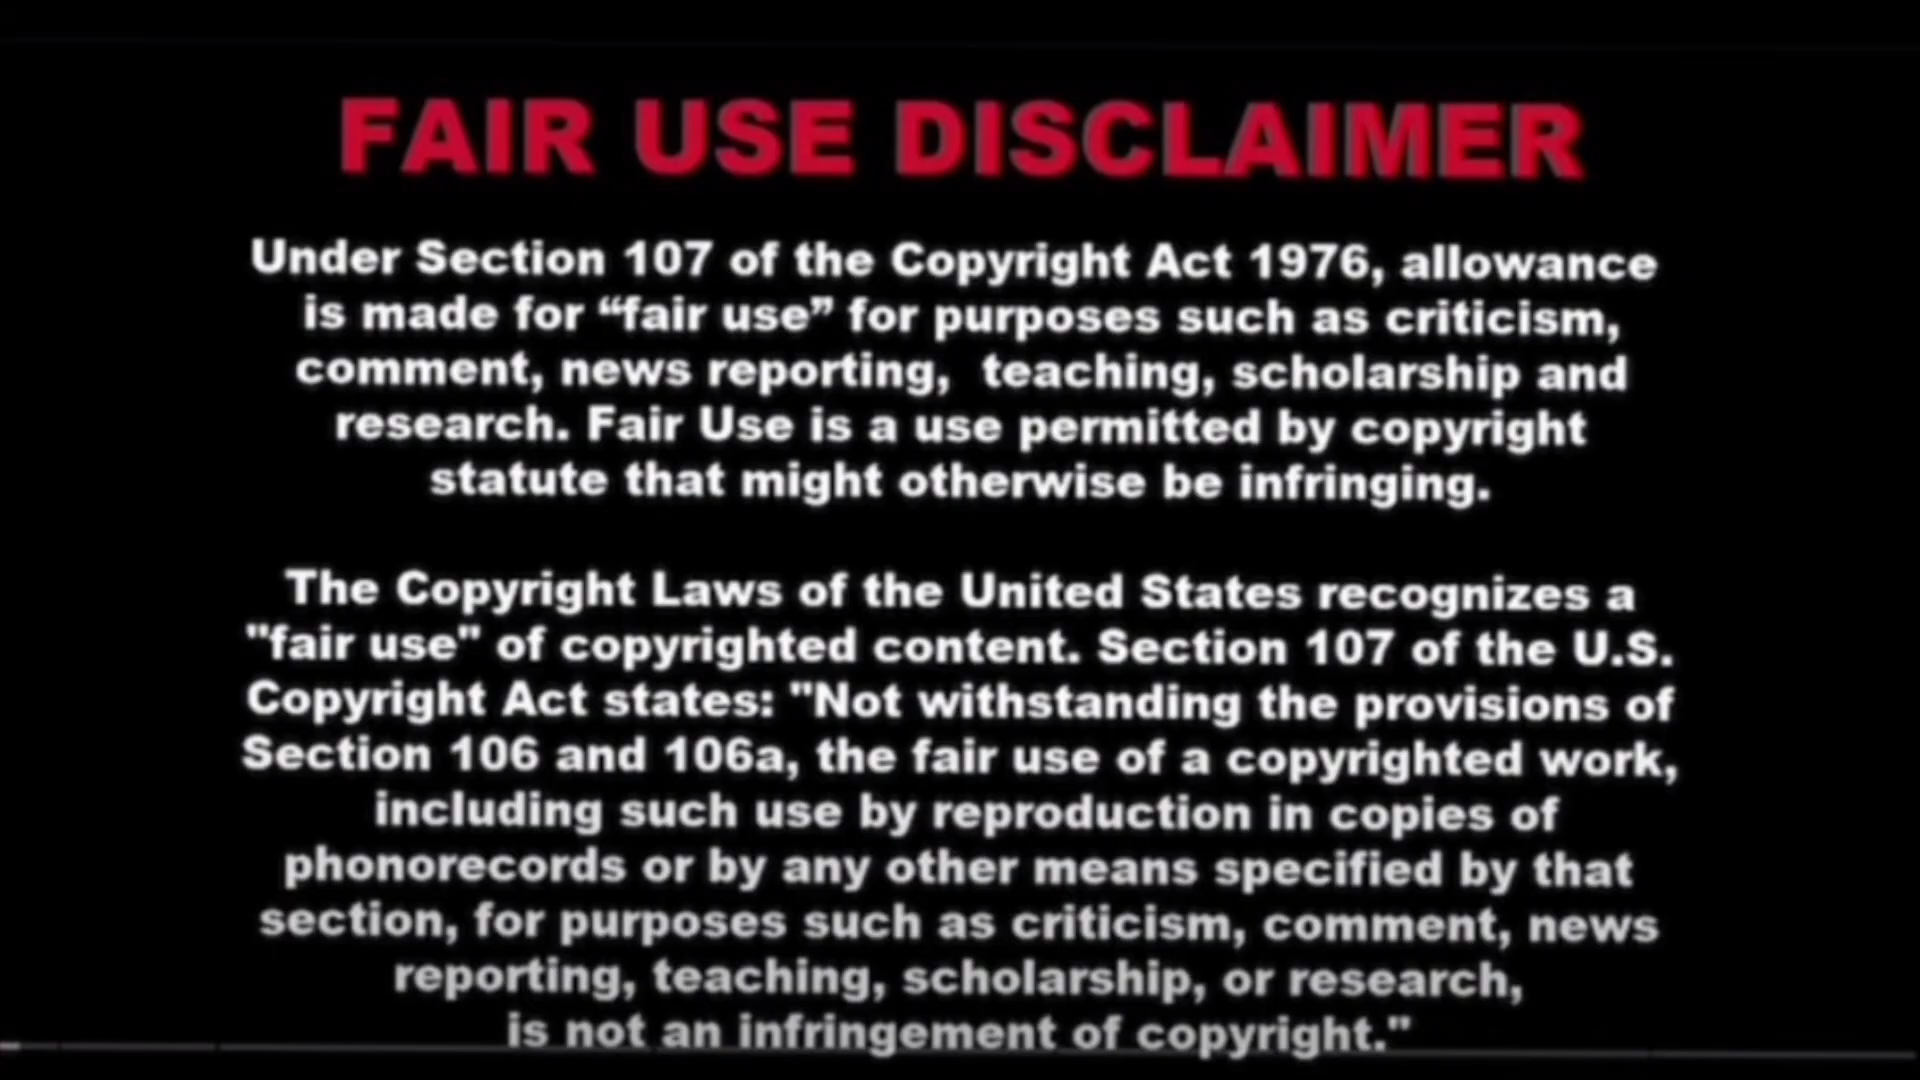 FAIR USE DISCLAIMER
Under Section 107 of the Copyright Act 1976, allowance
is made for “fair use” for purposes such as criticism,
comment, news reporting,  teaching, scholarship and
research. Fair Use is a use permitted by copyright
statute that might otherwise be infringing.
The Copyright Laws of the United States recognizes a
"fair use" of copyrighted content. Section 107 of the U.S.
Copyright Act states: "Not withstanding the provisions of
Section 106 and 106a, the fair use of a copyrighted work,
including such use by reproduction in copies of
phonorecords or by any other means specified by that
section, for purposes such as criticism, comment, news
reporting, teaching, scholarship, or research,
is not an infringement of copyright."